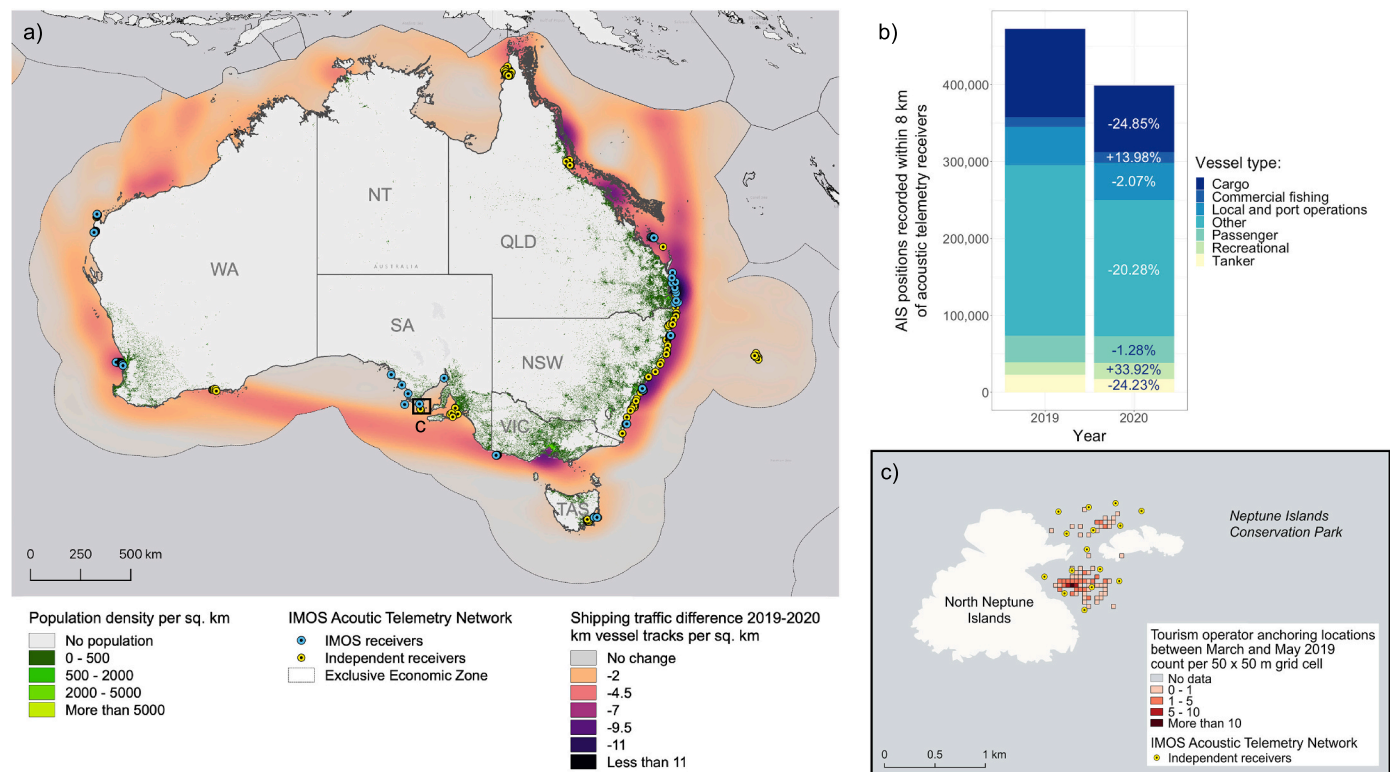 a)
NT
QLD
WA
AUSTRALIA
SA
NSW
C
VIC
TAS
0 250 500 km
Population density per sq. km
No population
0 - 500
500 - 2000
2000 - 5000
More than 5000
IMOS Acoutic Telemetry Network
IMOS receivers
Independent receivers
Exclusive Economic Zone
Shipping traffic difference 2019-2020
km vessel tracks per sq. km
No change
-2
-4.5
-7
-9.5
-11
Less than 11
b)
AIS positions recorded within 8 km
of acoustic telemetry receivers
400,000
300,000
200,000
100,000
0
-24.85%
+13.98%
-2.07%
-20.28%
-1.28%
+33.92%
-24.23%
2019 2020
Year
Vessel type:
Cargo
Commercial fishing
Local and port operations
Other
Passenger
Recreational
Tanker
c)
Neptune Islands
Conservation Park
North Neptune
Islands
Tourism operator anchoring locations
between March and May 2019
count per 50 x 50 m grid cell
No data
0 - 1
1 - 5
5 - 10
More than 10
IMOS Acoustic Telemetry Network
Independent receivers
0 0.5 1 km